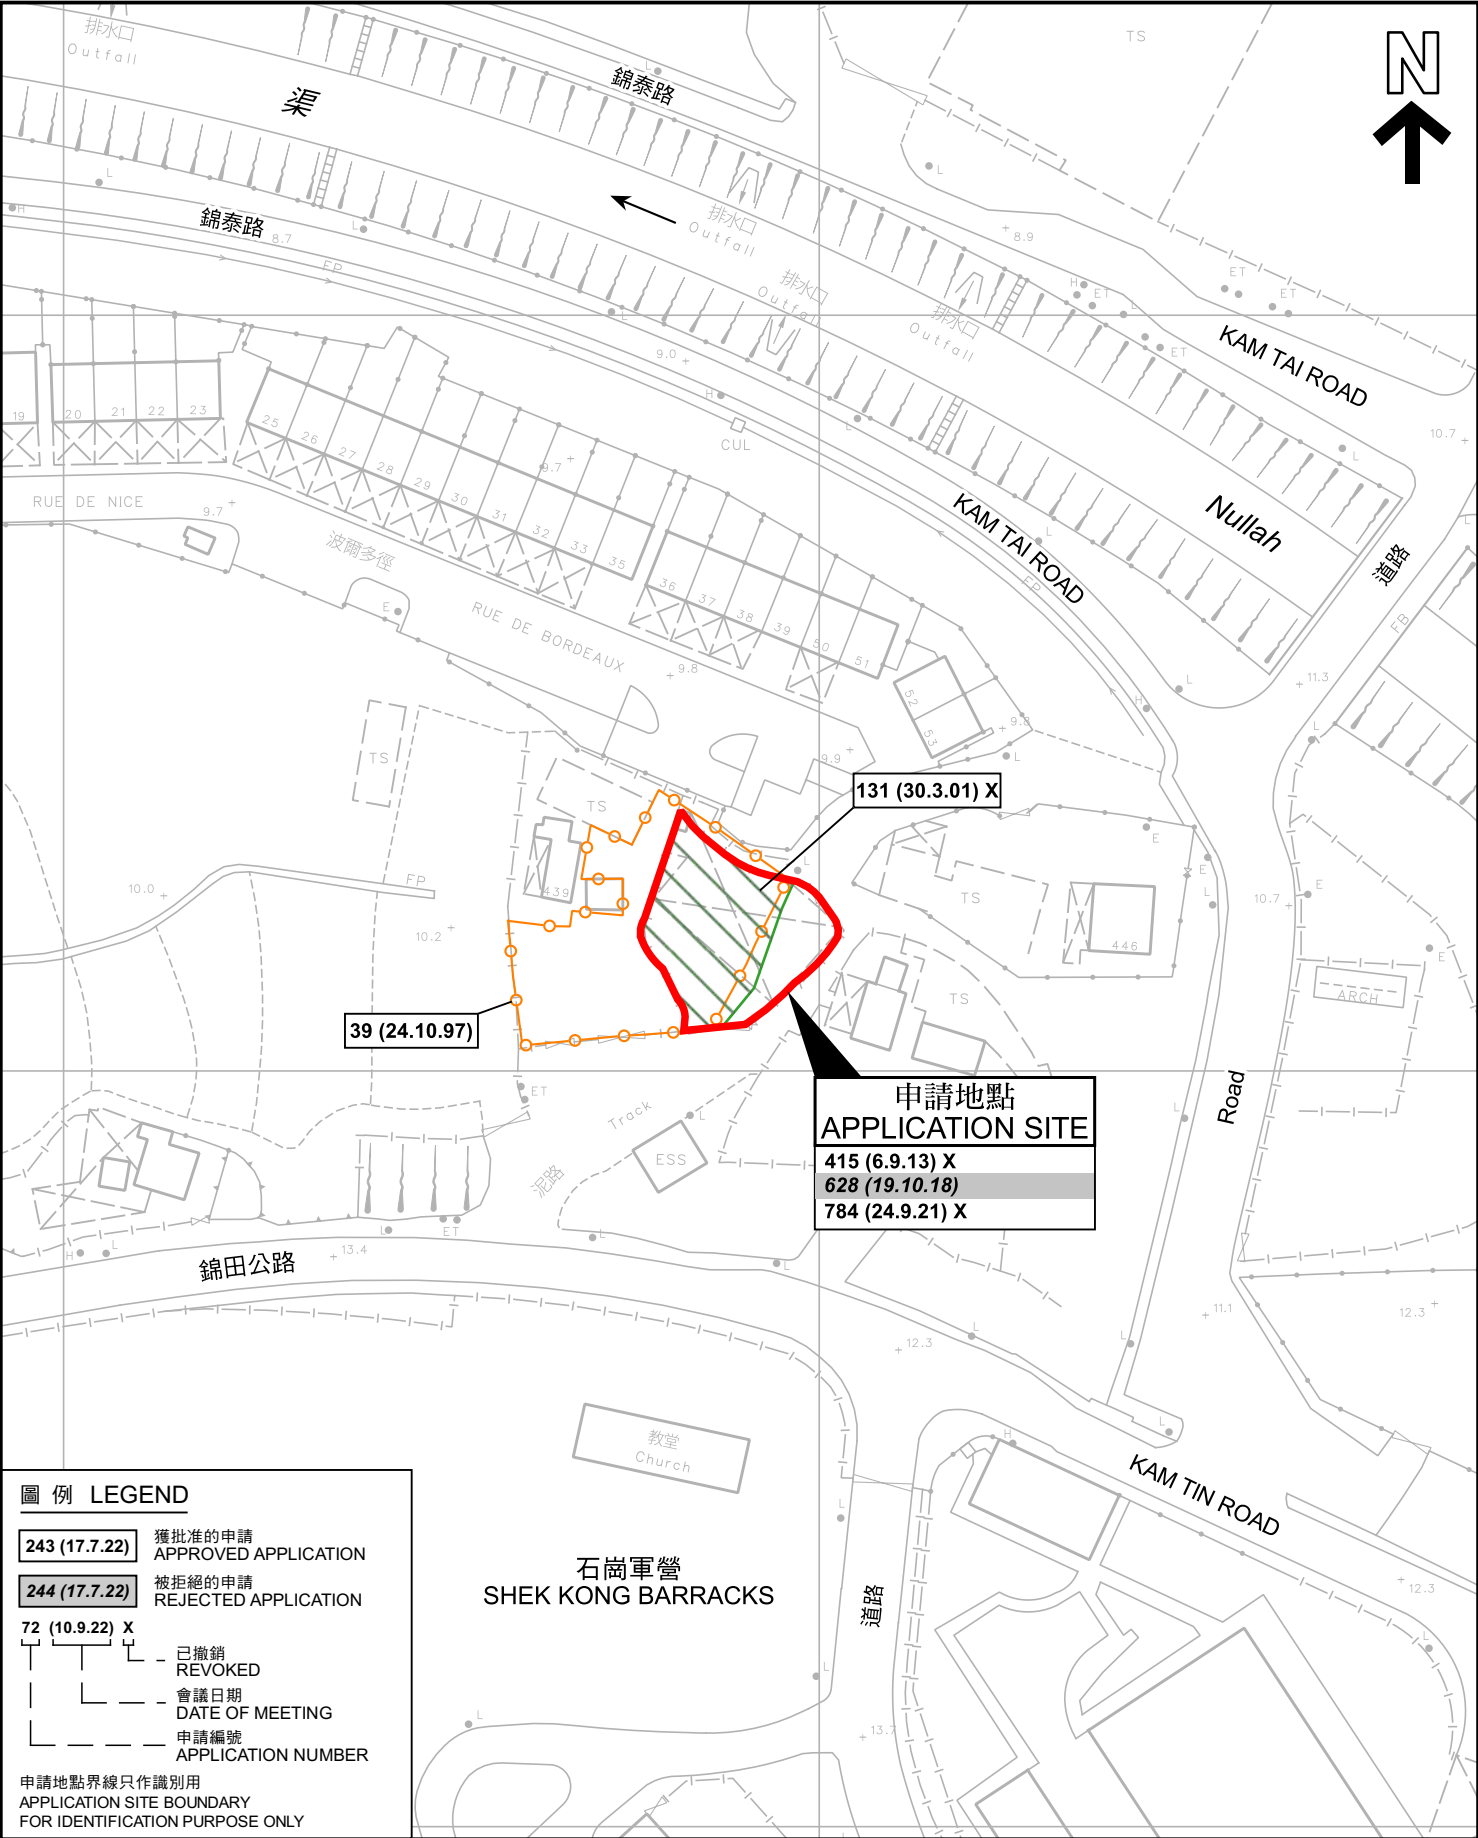 排水口
Outfall
錦泰路
TS
N
渠
L
錦泰路
8.7
FP
排水口
Outfall
8.9
排水口
Outfall
排水口
Outfall
ET
H
ET
L
ET
ET
KAM TAI ROAD
9.0
H
CUL
10.7
19
20
21
22
23
25
26
27
28
29
30
31
32
33
35
9.7
RUE DE NICE
9.7
波爾多徑
E
RUE DE BORDEAUX
36
37
38
39
50
51
52
53
9.8
9.8
9.9
KAM TAI ROAD
FP
Nullah
道路
FB
11.3
TS
TS
131 (30.3.01) X
439
FP
10.0
10.2
39 (24.10.97)
TS
446
TS
E
E
E
10.7
E
ARCH
申請地點
APPLICATION SITE
415 (6.9.13) X
628 (19.10.18)
784 (24.9.21) X
Road
ET
Track
泥路
ESS
ET
錦田公路
13.4
12.3
11.1
12.3
教堂
Church
KAM TIN ROAD
12.3
石崗軍營
SHEK KONG BARRACKS
道路
13.7
圖 例 LEGEND
243 (17.7.22)
獲批准的申請
APPROVED APPLICATION
244 (17.7.22)
被拒絕的申請
REJECTED APPLICATION
72 (10.9.22) X
已撤銷
REVOKED
會議日期
DATE OF MEETING
申請編號
APPLICATION NUMBER
申請地點界線只作識別用
APPLICATION SITE BOUNDARY
FOR IDENTIFICATION PURPOSE ONLY